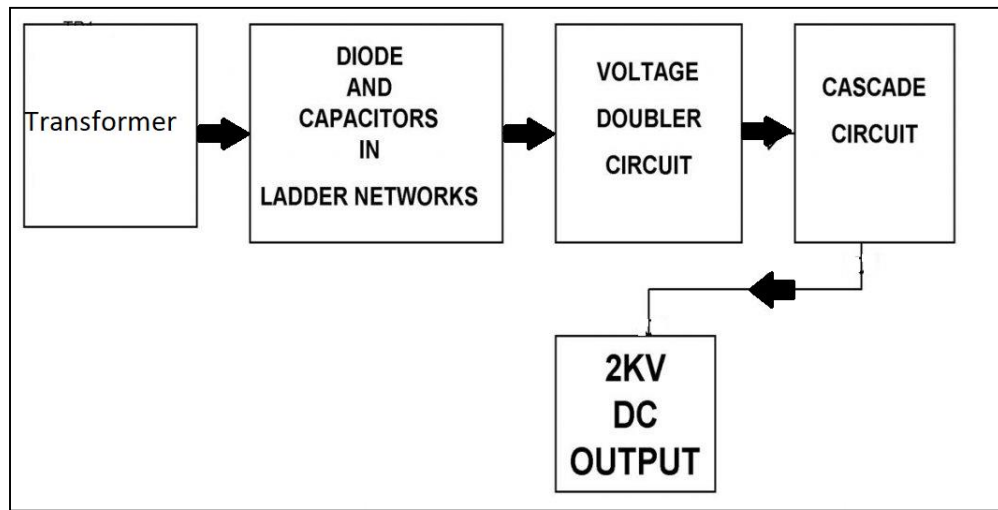 Transformer
DIODE
AND
CAPACITORS
IN
LADDER NETWORKS
VOLTAGE
DOUBLER
CIRCUIT
CASCADE
CIRCUIT
2KV
DC
OUTPUT